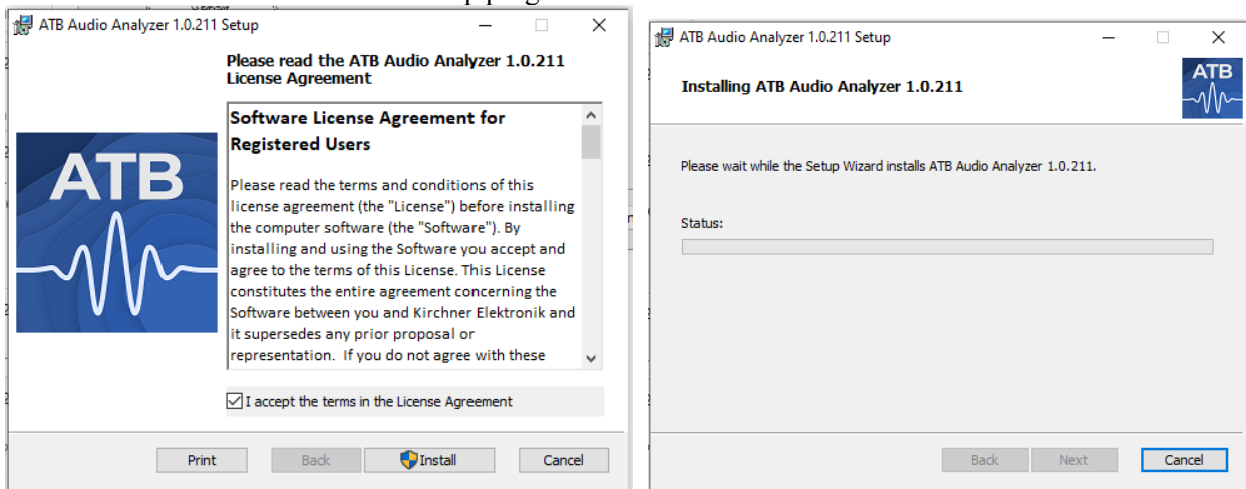 ATB Audio Analyzer 1.0.211 Setup
Please read the ATB Audio Analyzer 1.0.211
License Agreement
Software License Agreement for
Registered Users
Please read the terms and conditions of this
license agreement (the "License") before installing
the computer software (the "Software"). By
installing and using the Software you accept and
agree to the terms of this License. This License
constitutes the entire agreement concerning the
Software between you and Kirchner Elektronik and
it supersedes any prior proposal or
representation. If you do not agree with these
ATB
I accept the terms in the License Agreement
Print Back Install Cancel
ATB Audio Analyzer 1.0.211 Setup
Installing ATB Audio Analyzer 1.0.211
ATB
Please wait while the Setup Wizard installs ATB Audio Analyzer 1.0.211.
Status:
Back Next Cancel